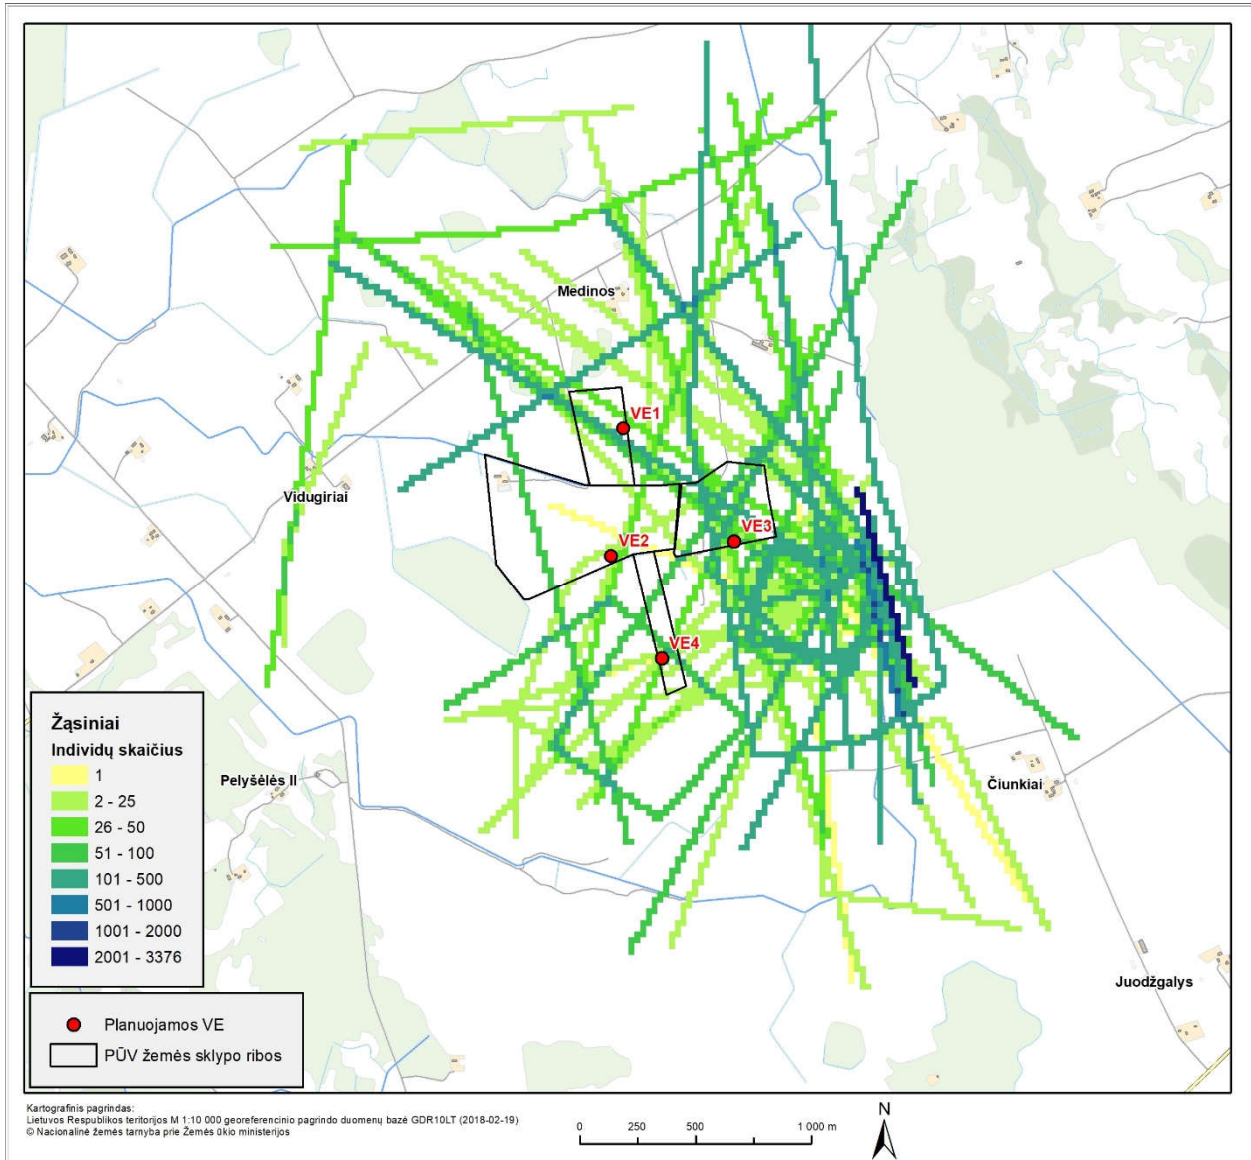 Medinos
VE1
Vidugiriai
VE2
VE3
VE4
Pelyšėlės II
Čiunkiai
Juodžgalys
Žąsiniai
Individų skaičius
1
2 - 25
26 - 50
51 - 100
101 - 500
501 - 1000
1001 - 2000
2001 - 3376
Planuojamos VE
PŪV žemės sklypo ribos
Kartografinis pagrindas:
Lietuvos Respublikos teritorijos M 1:10 000 georeferencinio pagrindo duomenų bazė GDR10LT (2018-02-19)
© Nacionalinė žemės tarnyba prie Žemės ūkio ministerijos
0 250 500 1 000 m
N